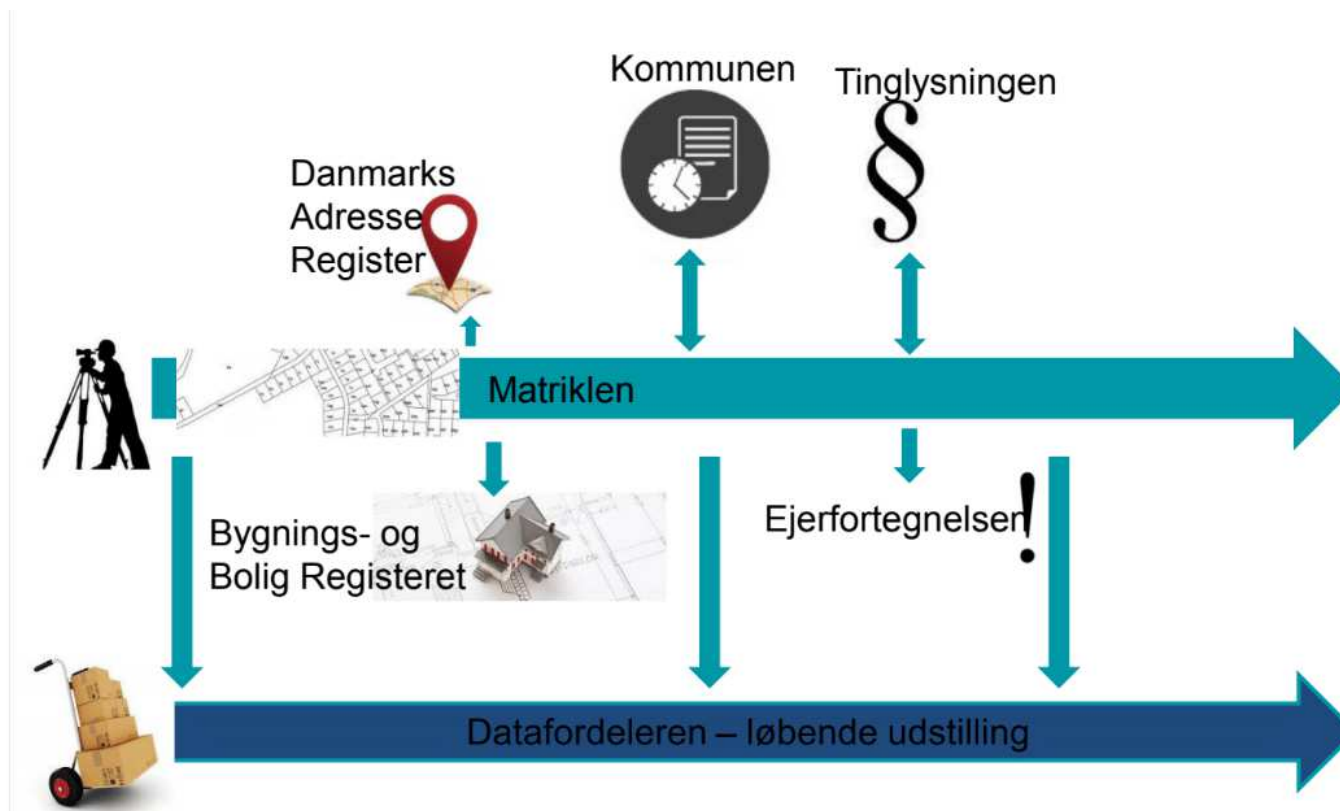 Kommunen
Tinglysningen
§
Danmarks
Adresse
Register
Matriklen
Bygnings- og
Bolig Registeret
Ejerfortegnelsen!
Datafordeleren – løbende udstilling